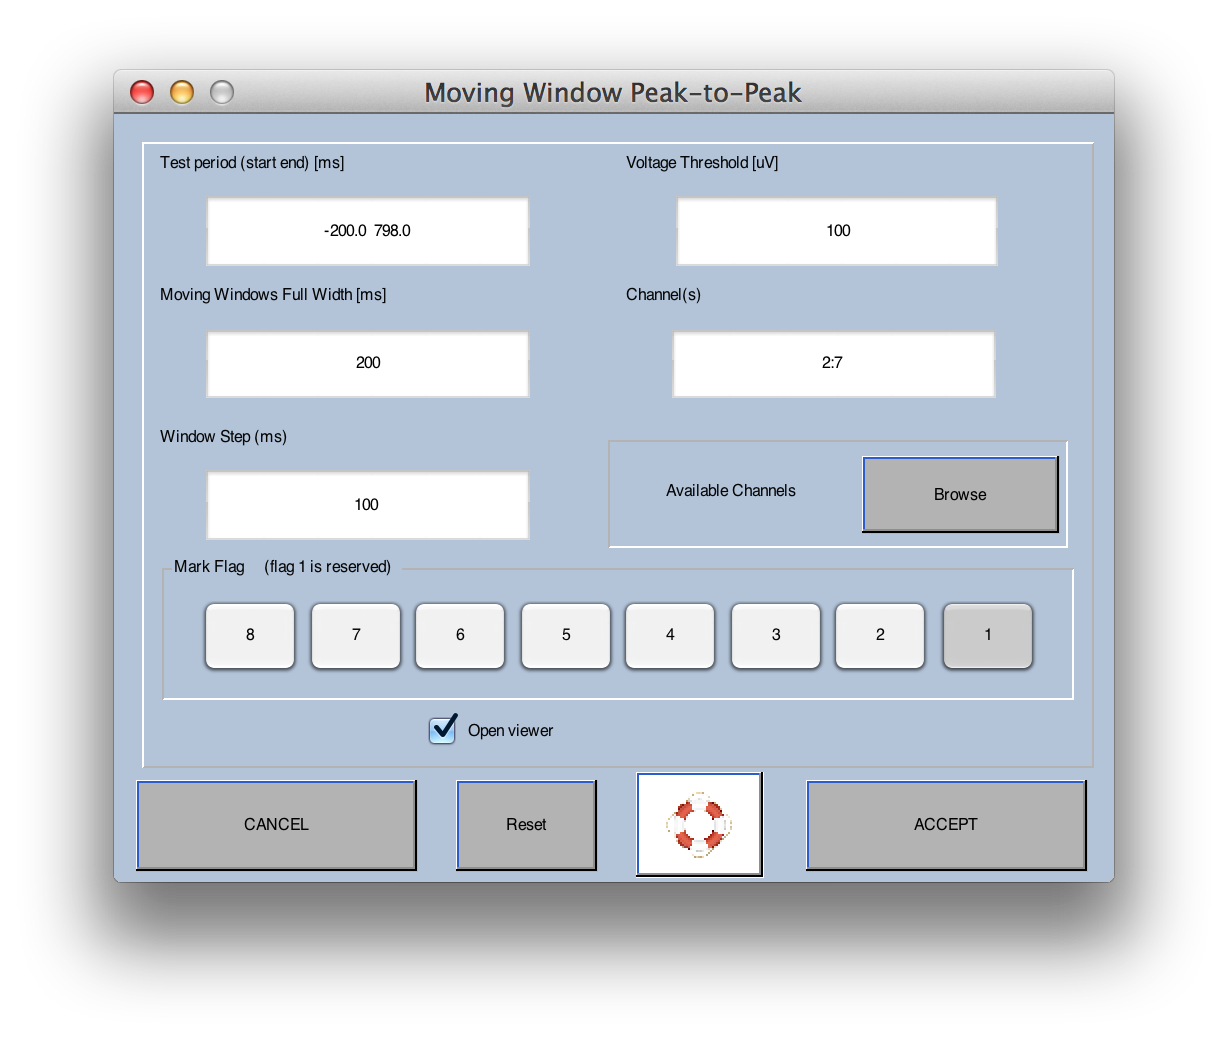 Moving Window Peak-to-Peak
Test period (start end) [ms]
Voltage Threshold [uV]
-200.0  798.0
100
Moving Windows Full Width [ms]
Channel(s)
200
2:7
Window Step (ms)
100
Available Channels
Browse
Mark Flag    (flag 1 is reserved)
8 7 6 5 4 3 2 1
Open viewer
CANCEL
Reset
ACCEPT